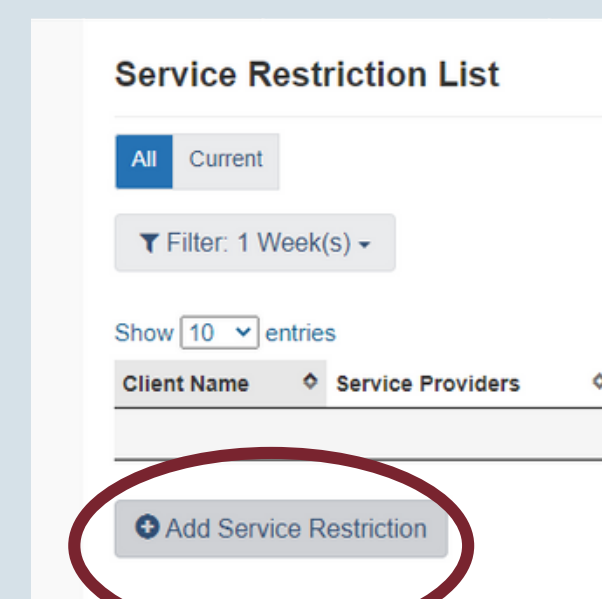 Service Restriction List
All Current
Filter: 1 Week(s)
Show 10 entries
Client Name Service Providers
Add Service Restriction